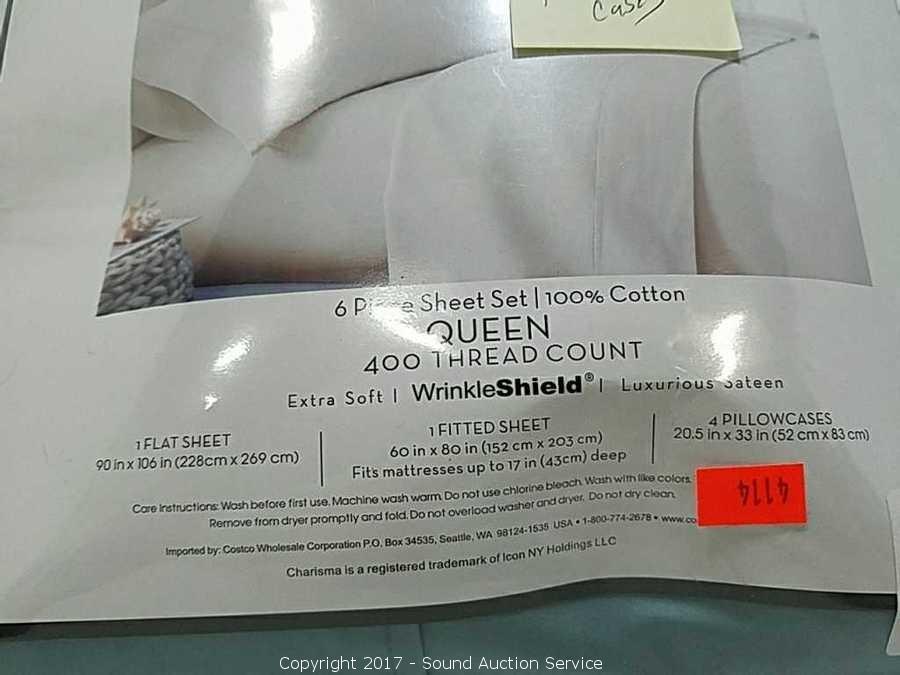 Cases
6 Piece Sheet Set | 100% Cotton
QUEEN
400 THREAD COUNT
Extra Soft | WrinkleShield® | Luxurious Sateen
1 FLAT SHEET
90 in x 106 in (228cm x 269 cm)
1 FITTED SHEET
60 in x 80 in (152 cm x 203 cm)
Fits mattresses up to 17 in (43cm) deep
4 PILLOWCASES
20.5 in x 33 in (52 cm x 83 cm)
Care Instructions: Wash before first use. Machine wash warm. Do not use chlorine bleach. Wash with like colors.
Remove from dryer promptly and fold. Do not overload washer and dryer. Do not dry clean.
Imported by: Costco Wholesale Corporation P.O. Box 34535, Seattle, WA 98124-1535 USA • 1-800-774-2678 • www.co
Charisma is a registered trademark of Icon NY Holdings LLC
4114
Copyright 2017 - Sound Auction Service